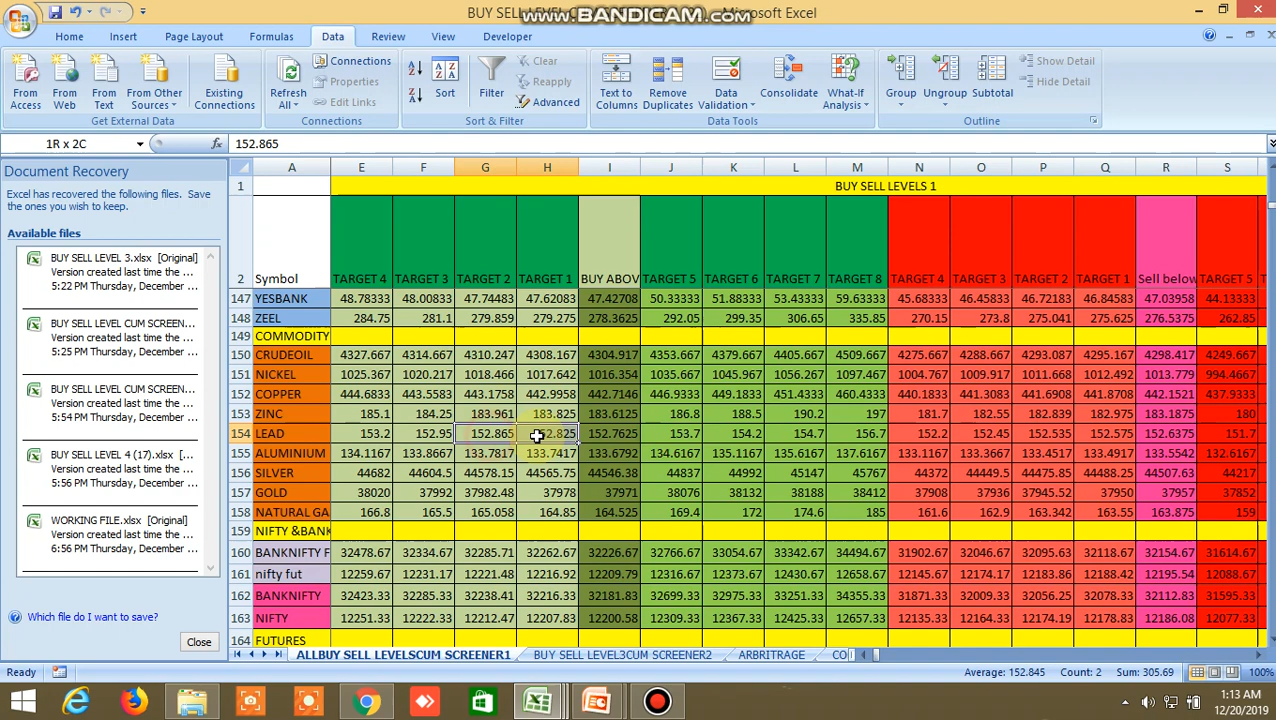 BUY SELL LEVEL C Microsoft Excel
www.BANDICAM.com
Home Insert Page Layout Formulas Data Review View Developer
From Access From Web From Text From Other Sources Existing Connections
Get External Data
Refresh All Connections Properties Edit Links
Connections
Sort Filter Clear Reapply Advanced
Sort & Filter
Text to Columns Remove Duplicates Data Validation Consolidate What-If Analysis
Data Tools
Group Ungroup Subtotal Show Detail Hide Detail
Outline
1R x 2C fx 152.865
Document Recovery
Excel has recovered the following files. Save
the ones you wish to keep.
Available files
BUY SELL LEVEL 3.xlsx [Original]
Version created last time the ...
5:22 PM Thursday, December ...
BUY SELL LEVEL CUM SCREEN...
Version created last time the ...
5:25 PM Thursday, December ...
BUY SELL LEVEL CUM SCREEN...
Version created last time the ...
5:54 PM Thursday, December ...
BUY SELL LEVEL 4 (17).xlsx [Original]
Version created last time the ...
5:56 PM Thursday, December ...
WORKING FILE.xlsx [Original]
Version created last time the ...
6:56 PM Thursday, December ...
Which file do I want to save?
Close
A E F G H I J K L M N O P Q R S
1 BUY SELL LEVELS 1
2 Symbol TARGET 4 TARGET 3 TARGET 2 TARGET 1 BUY ABOV TARGET 5 TARGET 6 TARGET 7 TARGET 8 TARGET 4 TARGET 3 TARGET 2 TARGET 1 Sell below TARGET 5
147 YESBANK 48.78333 48.00833 47.74483 47.62083 47.42708 50.33333 51.88333 53.43333 59.63333 45.68333 46.45833 46.72183 46.84583 47.03958 44.13333
148 ZEEL 284.75 281.1 279.859 279.275 278.3625 292.05 299.35 306.65 335.85 270.15 273.8 275.041 275.625 276.5375 262.85
149 COMMODITY
150 CRUDEOIL 4327.667 4314.667 4310.247 4308.167 4304.917 4353.667 4379.667 4405.667 4509.667 4275.667 4288.667 4293.087 4295.167 4298.417 4249.667
151 NICKEL 1025.367 1020.217 1018.466 1017.642 1016.354 1035.667 1045.967 1056.267 1097.467 1004.767 1009.917 1011.668 1012.492 1013.779 994.4667
152 COPPER 444.6833 443.5583 443.1758 442.9958 442.7146 446.9333 449.1833 451.4333 460.4333 440.1833 441.3083 441.6908 441.8708 442.1521 437.9333
153 ZINC 185.1 184.25 183.961 183.825 183.6125 186.8 188.5 190.2 197 181.7 182.55 182.839 182.975 183.1875 180
154 LEAD 153.2 152.95 152.865 2.825 152.7625 153.7 154.2 154.7 156.7 152.2 152.45 152.535 152.575 152.6375 151.7
155 ALUMINIUM 134.1167 133.8667 133.7817 133.7417 133.6792 134.6167 135.1167 135.6167 137.6167 133.1167 133.3667 133.4517 133.4917 133.5542 132.6167
156 SILVER 44682 44604.5 44578.15 44565.75 44546.38 44837 44992 45147 45767 44372 44449.5 44475.85 44488.25 44507.63 44217
157 GOLD 38020 37992 37982.48 37978 37971 38076 38132 38188 38412 37908 37936 37945.52 37950 37957 37852
158 NATURAL GA 166.8 165.5 165.058 164.85 164.525 169.4 172 174.6 185 161.6 162.9 163.342 163.55 163.875 159
159 NIFTY &BANK
160 BANKNIFTY F 32478.67 32334.67 32285.71 32262.67 32226.67 32766.67 33054.67 33342.67 34494.67 31902.67 32046.67 32095.63 32118.67 32154.67 31614.67
161 nifty fut 12259.67 12231.17 12221.48 12216.92 12209.79 12316.67 12373.67 12430.67 12658.67 12145.67 12174.17 12183.86 12188.42 12195.54 12088.67
162 BANKNIFTY 32423.33 32285.33 32238.41 32216.33 32181.83 32699.33 32975.33 33251.33 34355.33 31871.33 32009.33 32056.25 32078.33 32112.83 31595.33
163 NIFTY 12251.33 12222.33 12212.47 12207.83 12200.58 12309.33 12367.33 12425.33 12657.33 12135.33 12164.33 12174.19 12178.83 12186.08 12077.33
164 FUTURES
ALLBUY SELL LEVELSCUM SCREENER1 BUY SELL LEVEL3CUM SCREENER2 ARBRITRAGE CO
Ready Average: 152.845 Count: 2 Sum: 305.69 100%
1:13 AM
12/20/2019